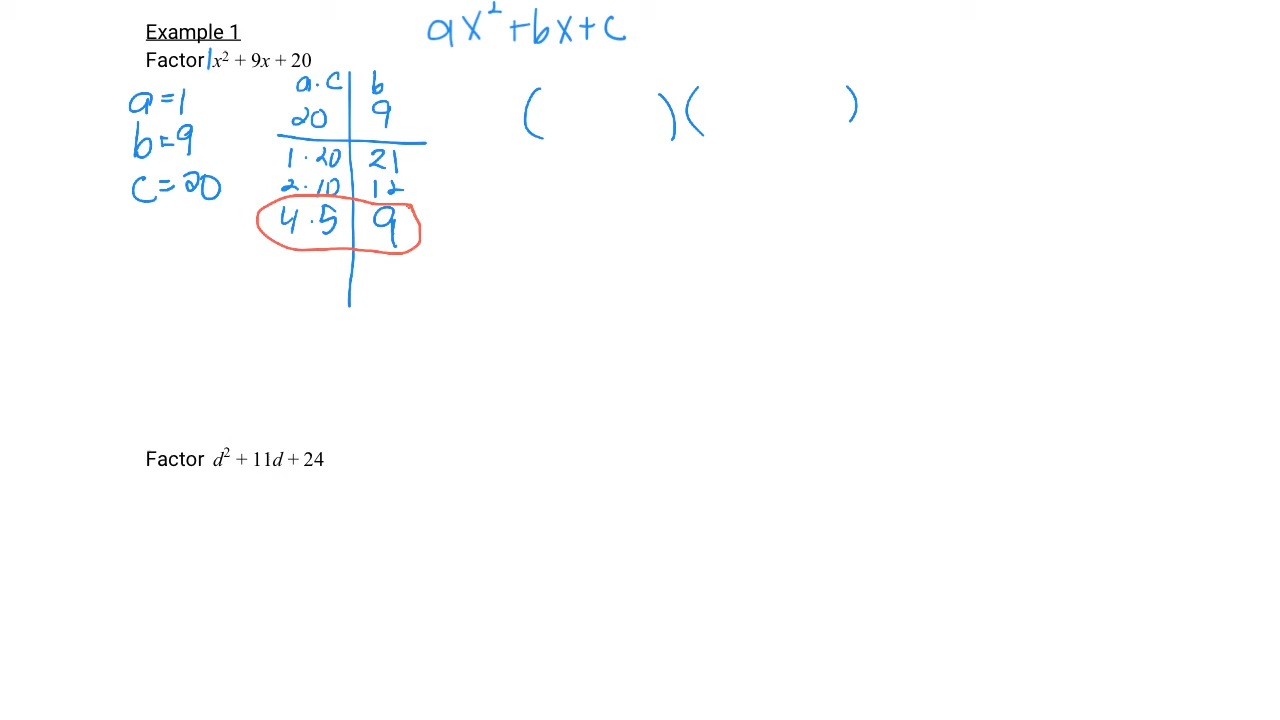 Example 1
ax² + bx + c
Factor 1x² + 9x + 20
a = 1
b = 9
c = 20
a · c | b
20 | 9
1 · 20 | 21
2 · 10 | 12
4 · 5 | 9
(        )(        )
Factor d² + 11d + 24